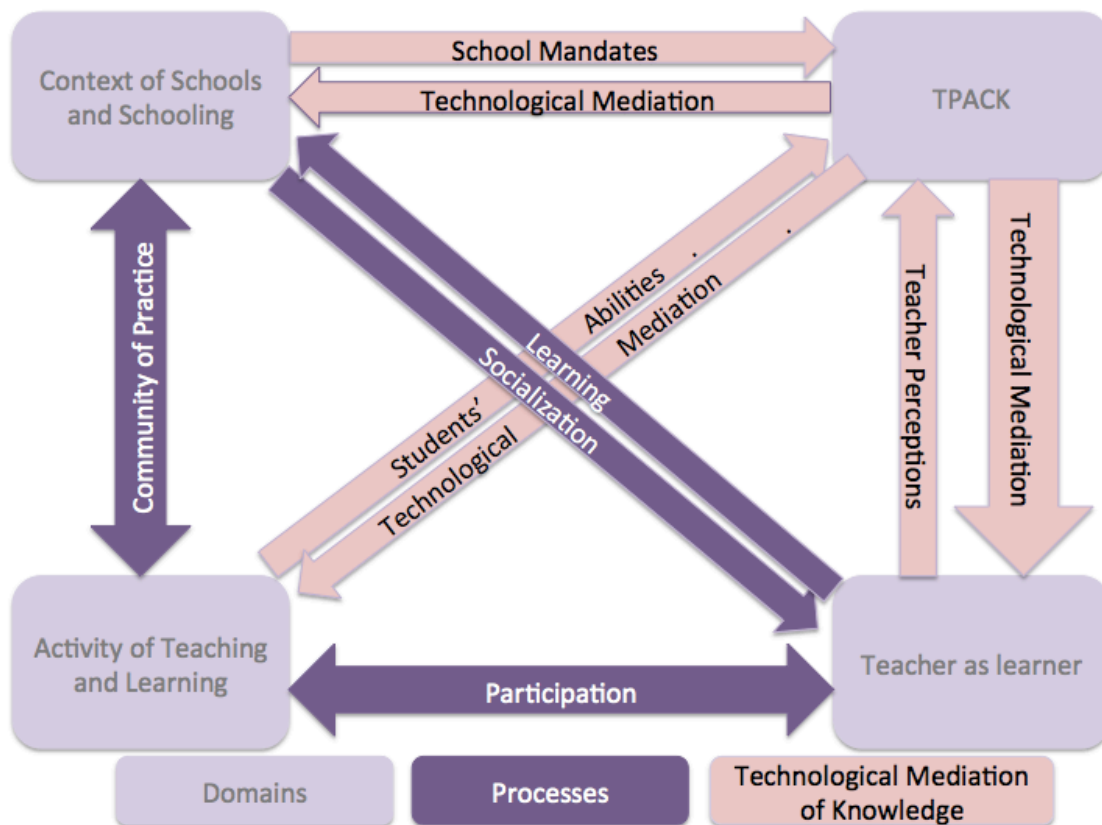 School Mandates
Context of Schools
and Schooling
Technological Mediation
TPACK
Community of Practice
Students' Abilities .
Technological Mediation .
Learning
Socialization
Teacher Perceptions
Technological Mediation
Activity of Teaching
and Learning
Participation
Teacher as learner
Domains
Processes
Technological Mediation
of Knowledge